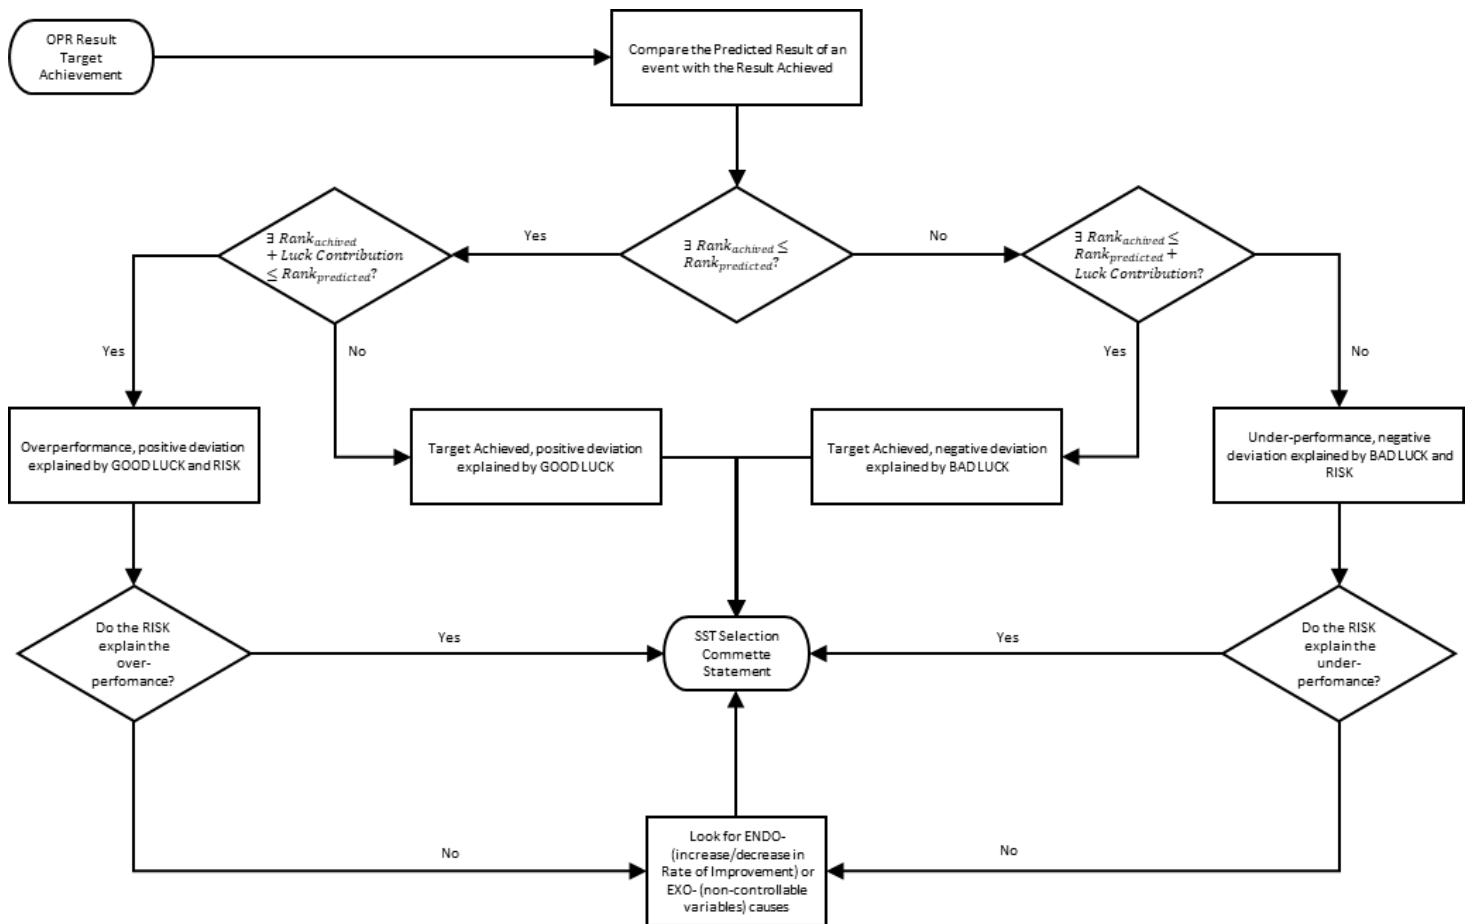 OPR Result
Target
Achievement
Compare the Predicted Result of an
event with the Result Achieved
∃ Rank_achived
+ Luck Contribution
≤ Rank_predicted?
Yes
∃ Rank_achived ≤
Rank_predicted?
No
∃ Rank_achived ≤
Rank_predicted +
Luck Contribution?
Yes
No
Yes
No
Overperformance, positive deviation
explained by GOOD LUCK and RISK
Target Achieved, positive deviation
explained by GOOD LUCK
Target Achieved, negative deviation
explained by BAD LUCK
Under-performance, negative
deviation explained by BAD LUCK and
RISK
Do the RISK
explain the
over-
perfomance?
Yes
SST Selection
Commette
Statement
Yes
Do the RISK
explain the
under-
perfomance?
No
Look for ENDO-
(increase/decrease in
Rate of Improvement) or
EXO- (non-controllable
variables) causes
No